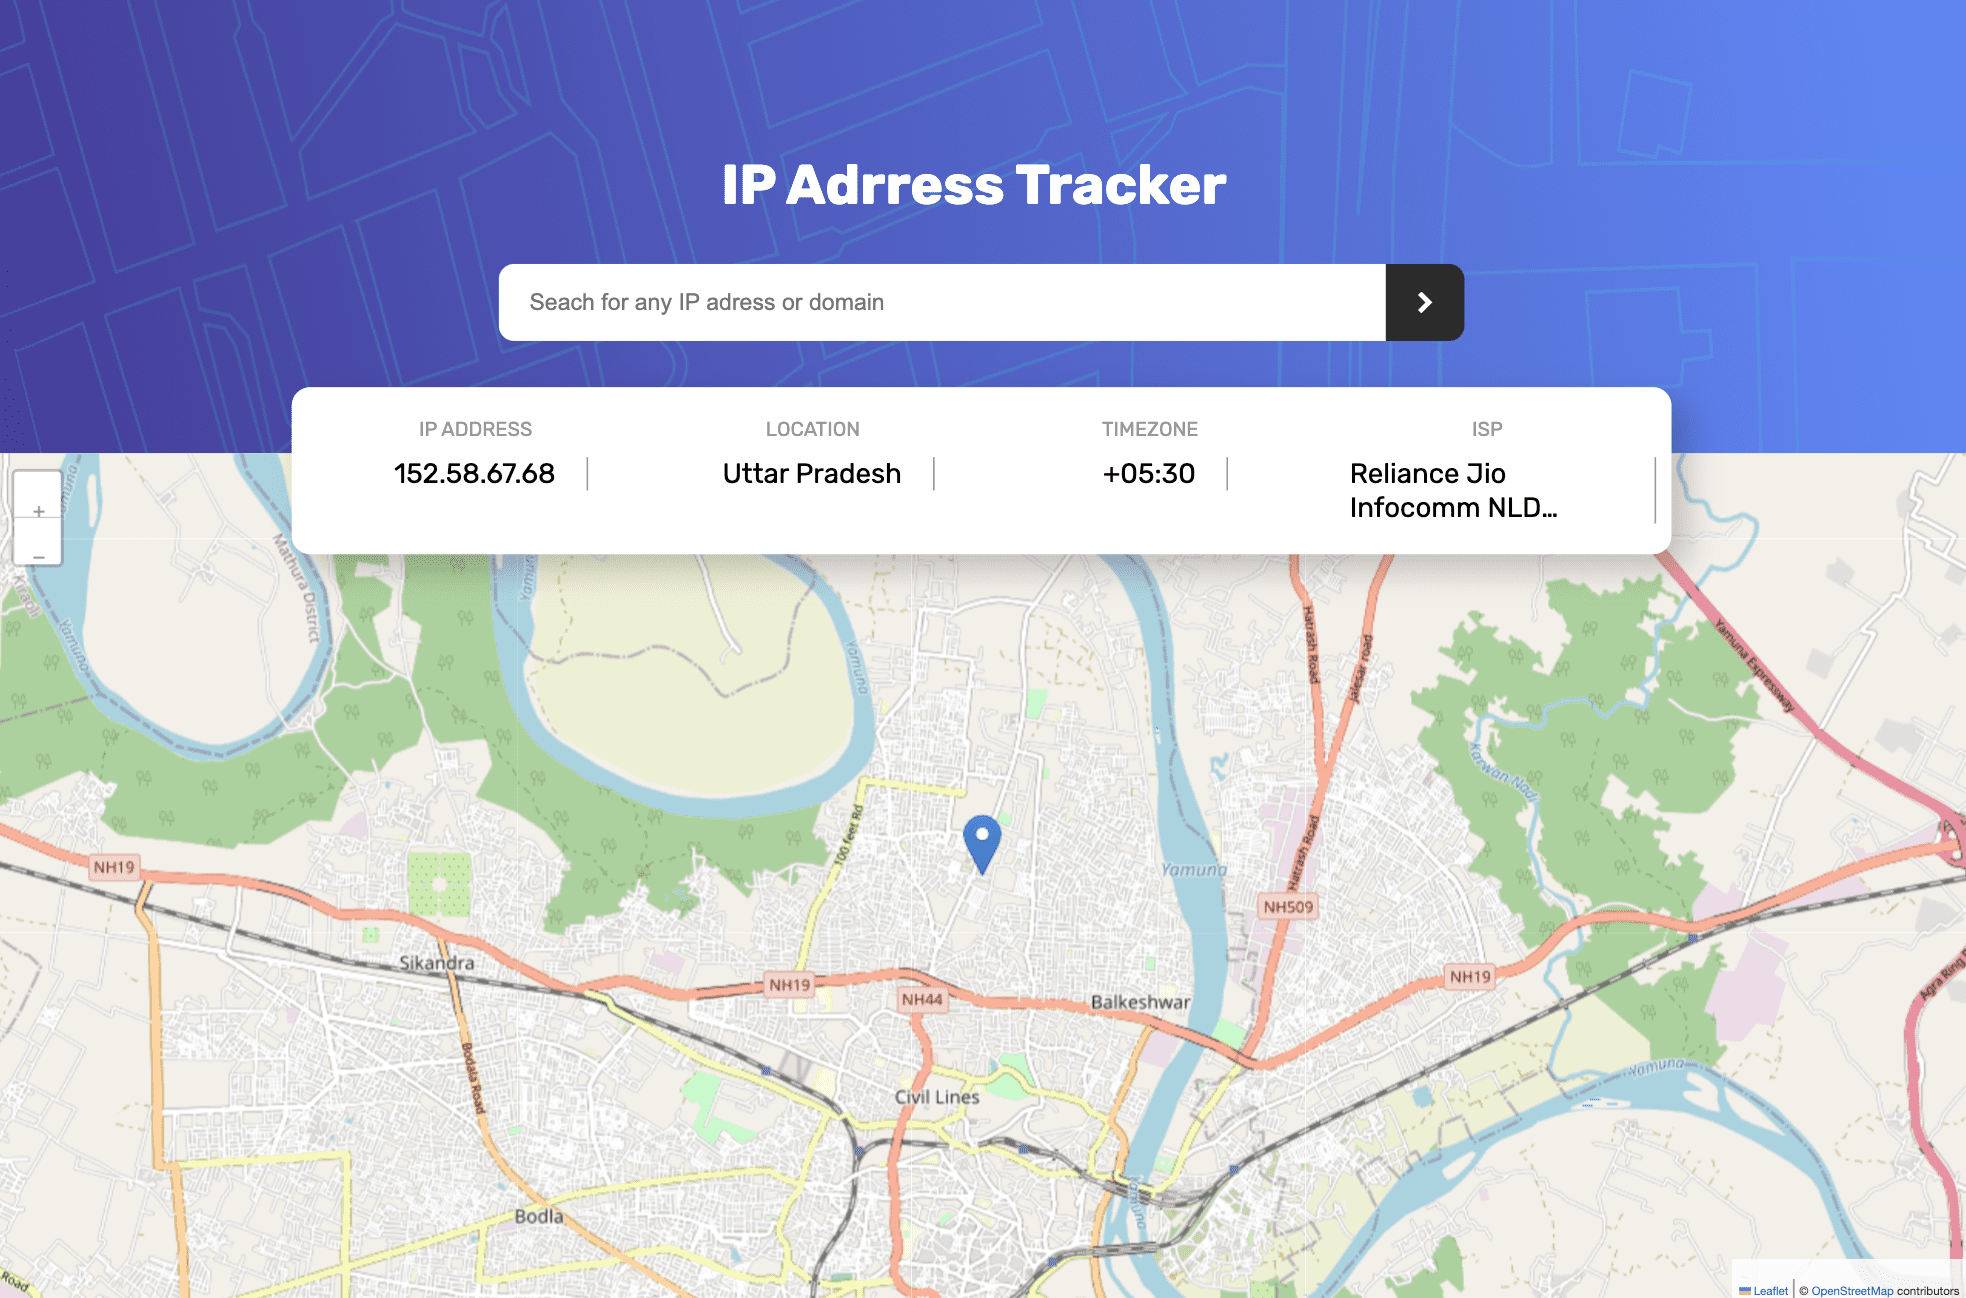 IP Adrress Tracker
Seach for any IP adress or domain
IP ADDRESS
152.58.67.68
LOCATION
Uttar Pradesh
TIMEZONE
+05:30
ISP
Reliance Jio
Infocomm NLD...
+
−
Yamuna
Kiraoli
Mathura District
Yamuna
Yamuna
Yamuna
Hatrash Road
Jalesar road
Yamuna Expressway
Karwan Nadi
100 feet Rd
Yamuna
Hatrash Road
NH19
NH509
Sikandra
NH19
NH44
Balkeshwar
NH19
Agra Ring R
Bodla Road
Civil Lines
Yamuna
Yamuna
Bodla
Road
Leaflet | © OpenStreetMap contributors